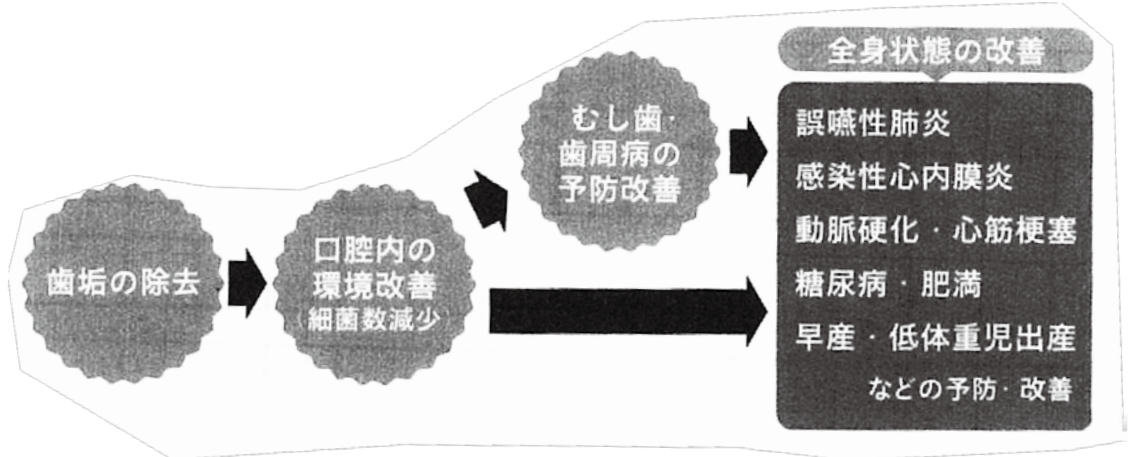 歯垢の除去
口腔内の
環境改善
(細菌数減少)
むし歯・
歯周病の
予防改善
全身状態の改善
誤嚥性肺炎
感染性心内膜炎
動脈硬化・心筋梗塞
糖尿病・肥満
早産・低体重児出産
などの予防・改善